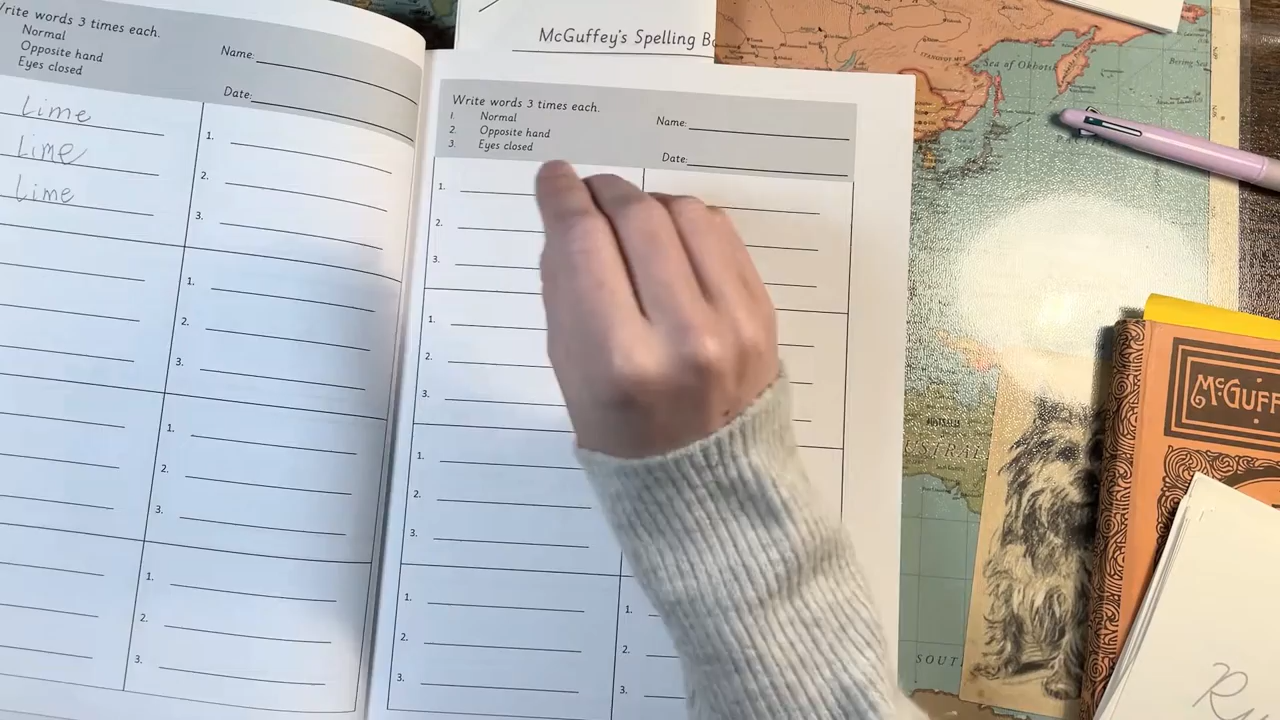 Write words 3 times each.
Normal
Opposite hand
Eyes closed
Name:
Date:
Lime
Lime
Lime
1.
2.
3.
1.
2.
3.
1.
2.
3.
1.
2.
3.
McGuffey's Spelling
Write words 3 times each.
1. Normal
2. Opposite hand
3. Eyes closed
Name:
Date:
1.
2.
3.
1.
2.
3.
1.
2.
3.
1.
2.
3.
1.
2.
3.
Sea of Okhotsk
Bering Sea
AUSTRALIA
SOUT
McGUFF